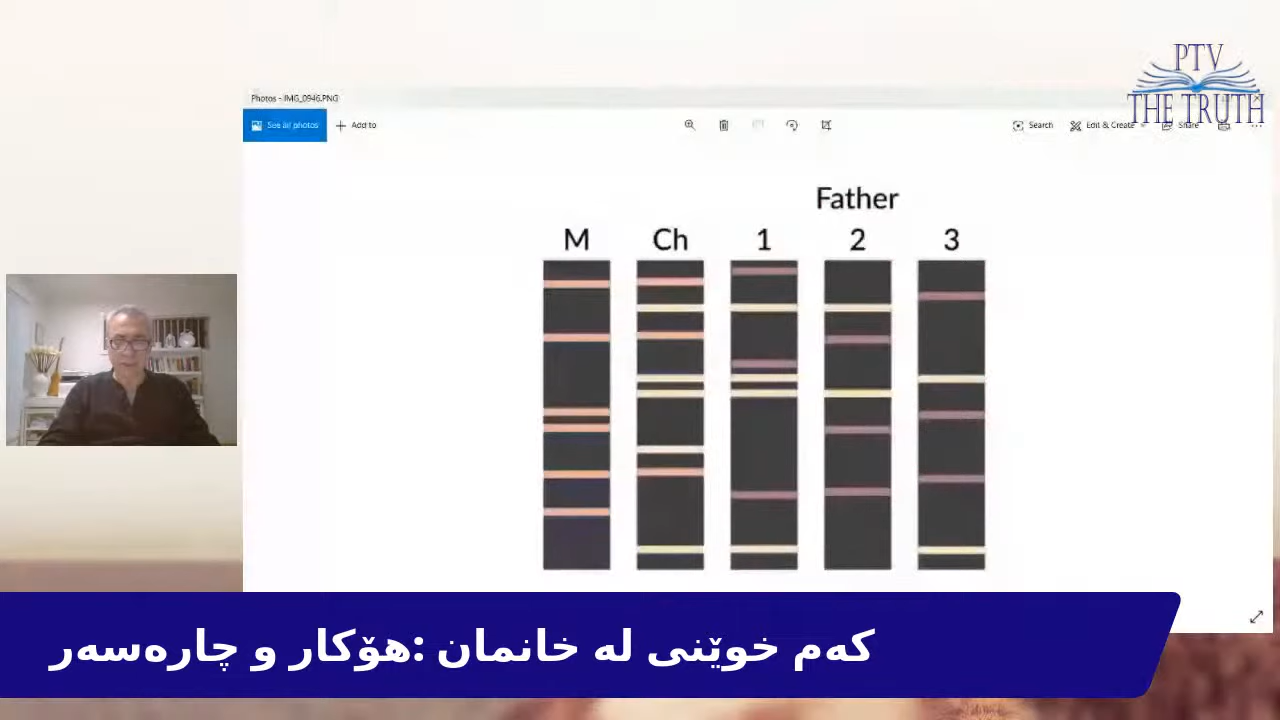 PTV
THE TRUTH
Photos - IMG_0946.PNG
See all photos
Add to
Search
Edit & Create
Share
Father
M Ch 1 2 3
کەم خوێنی لە خانمان :هۆکار و چارەسەر